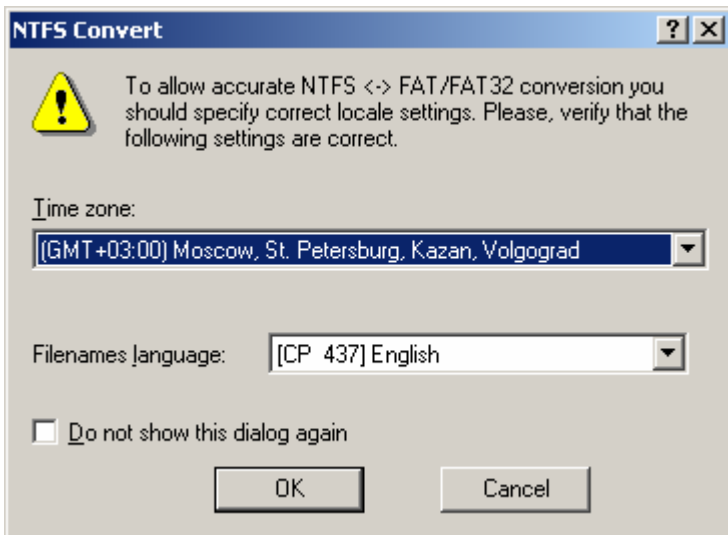 NTFS Convert
To allow accurate NTFS <-> FAT/FAT32 conversion you
should specify correct locale settings. Please, verify that the
following settings are correct.
Time zone:
(GMT+03:00) Moscow, St. Petersburg, Kazan, Volgograd
Filenames language: [CP 437] English
Do not show this dialog again
OK Cancel